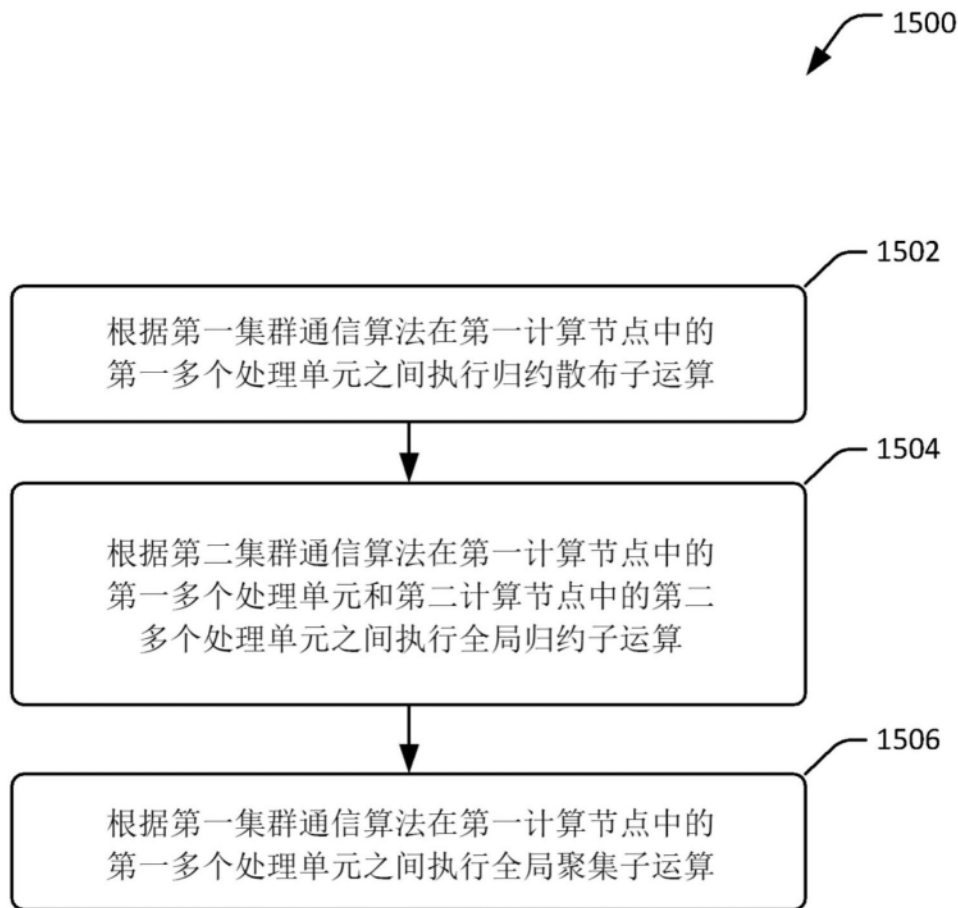 1500
1502
根据第一集群通信算法在第一计算节点中的
第一多个处理单元之间执行归约散布子运算
1504
根据第二集群通信算法在第一计算节点中的
第一多个处理单元和第二计算节点中的第二
多个处理单元之间执行全局归约子运算
1506
根据第一集群通信算法在第一计算节点中的
第一多个处理单元之间执行全局聚集子运算